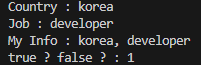 Country : korea
Job : developer
My Info : korea, developer
true ? false ? : 1